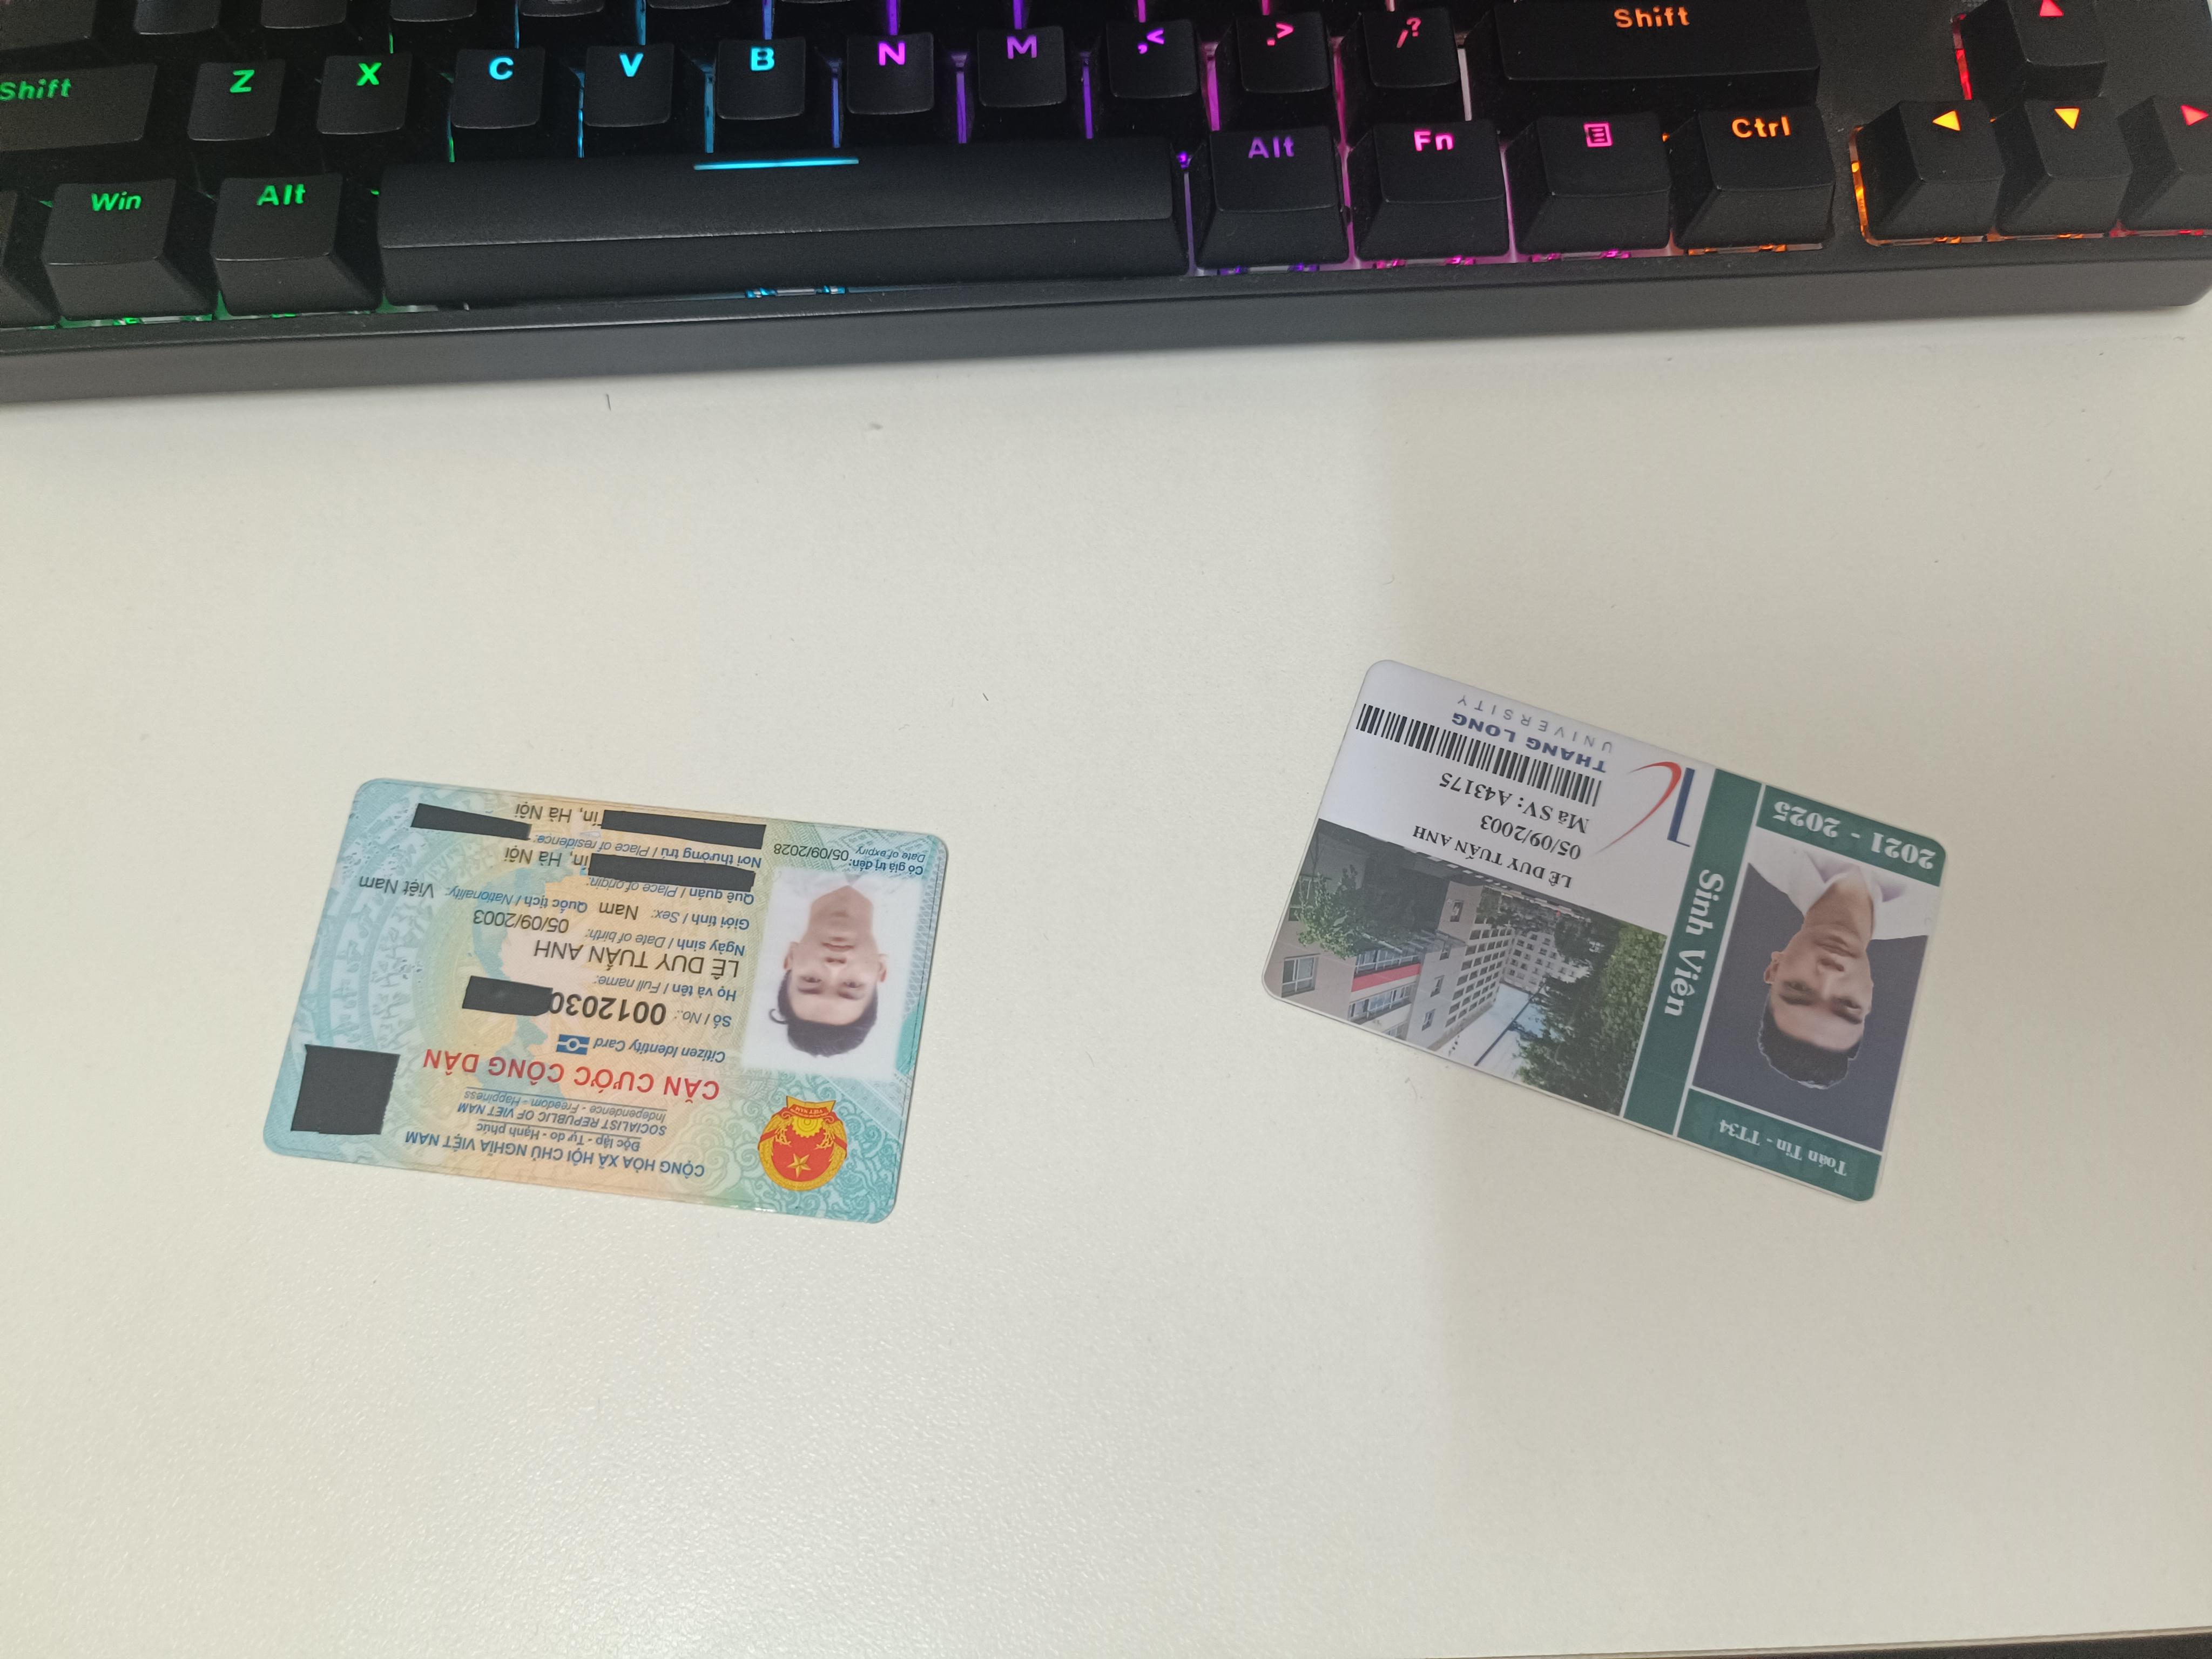 Shift Z X C V B N M ,< .> /? Shift
Win Alt Alt Fn Ctrl
CỘNG HÒA XÃ HỘI CHỦ NGHĨA VIỆT NAM
Độc lập - Tự do - Hạnh phúc
SOCIALIST REPUBLIC OF VIET NAM
Independence - Freedom - Happiness
CĂN CƯỚC CÔNG DÂN
Citizen Identity Card
Số / No.: 0012030
Họ và tên / Full name:
LÊ DUY TUẤN ANH
Ngày sinh / Date of birth: 05/09/2003
Giới tính / Sex: Nam Quốc tịch / Nationality: Việt Nam
Quê quán / Place of origin:
ín, Hà Nội
Nơi thường trú / Place of residence:
ín, Hà Nội
Có giá trị đến: 05/09/2028
Date of expiry
THANG LONG
UNIVERSITY
Mã SV: A43175
05/09/2003
LÊ DUY TUẤN ANH
Sinh Viên
2021 - 2025
Toán Tin - TT34
VIỆT NAM